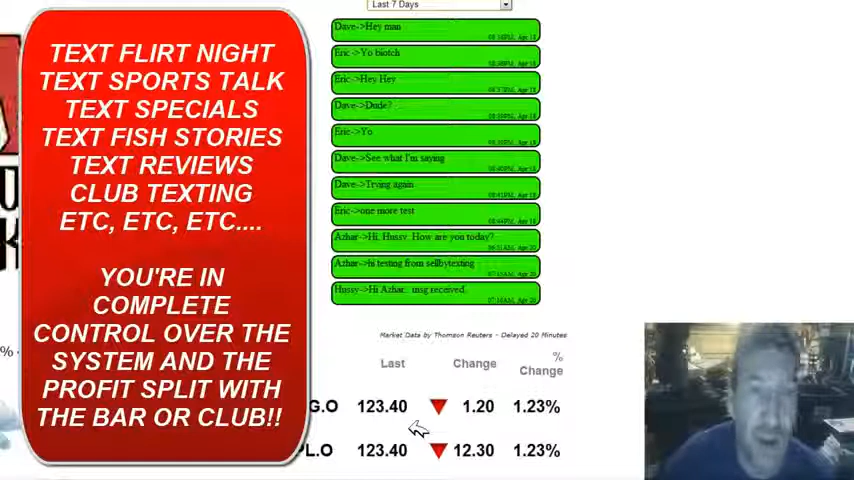 Last 7 Days
TEXT FLIRT NIGHT
TEXT SPORTS TALK
TEXT SPECIALS
TEXT FISH STORIES
TEXT REVIEWS
CLUB TEXTING
ETC, ETC, ETC....
YOU'RE IN
COMPLETE
CONTROL OVER THE
SYSTEM AND THE
PROFIT SPLIT WITH
THE BAR OR CLUB!!
Dave->Hey man
Eric->Yo biotch
Eric->Hey Hey
Dave->Dude?
Eric->Yo
Dave->See what I'm saying
Dave->Trying again
Eric->one more test
Azhar->Hi, Hussy. How are you today?
Azhar->hi testing from sellbytexting
Hussy->Hi Azhar.. msg received.
Market Data by Thomson Reuters - Delayed 20 Minutes
Last Change % Change
G.O 123.40 1.20 1.23%
PL.O 123.40 12.30 1.23%
%